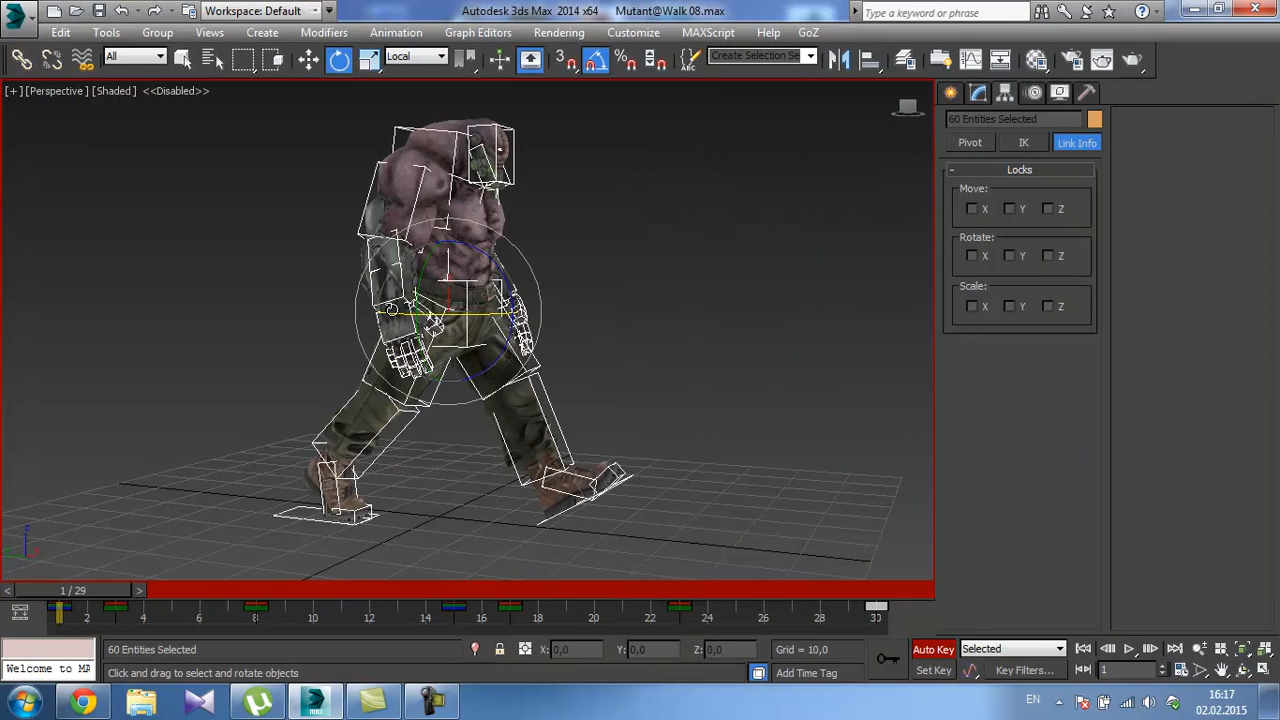 Workspace: Default
Autodesk 3ds Max 2014 x64
Mutant@Walk 08.max
Type a keyword or phrase
Edit Tools Group Views Create Modifiers Animation Graph Editors Rendering Customize MAXScript Help GoZ
All
Local
3
Create Selection Se
[+] [Perspective] [Shaded] <<Disabled>>
60 Entities Selected
Pivot IK Link Info
- Locks
Move:
X Y Z
Rotate:
X Y Z
Scale:
X Y Z
z
< 1 / 29 >
2 4 6 8 10 12 14 16 18 20 22 24 26 28 30
60 Entities Selected
X: 0,0 Y: 0,0 Z: 0,0 Grid = 10,0
Auto Key Selected
Welcome to M
Click and drag to select and rotate objects
Add Time Tag
Set Key Key Filters... 1
EN
16:17
02.02.2015